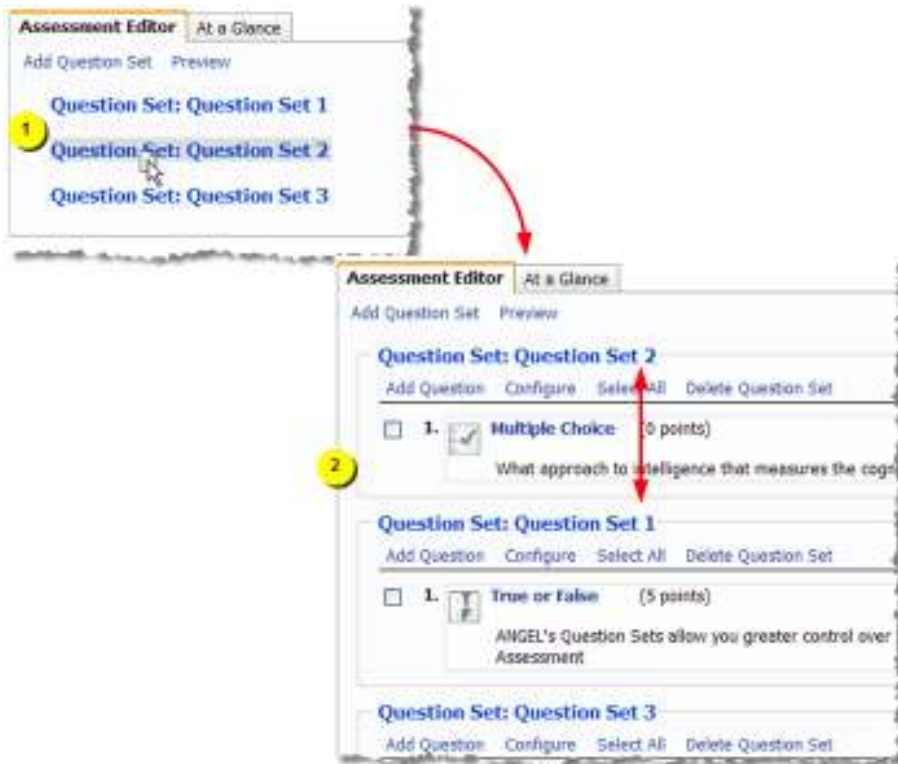 Assessment Editor At a Glance
Add Question Set Preview
Question Set: Question Set 1
1
Question Set: Question Set 2
Question Set: Question Set 3
Assessment Editor At a Glance
Add Question Set Preview
Question Set: Question Set 2
Add Question Configure Select All Delete Question Set
1. Multiple Choice (0 points)
2
What approach to intelligence that measures the cogn
Question Set: Question Set 1
Add Question Configure Select All Delete Question Set
1. True or False (5 points)
ANGEL's Question Sets allow you greater control over
Assessment
Question Set: Question Set 3
Add Question Configure Select All Delete Question Set